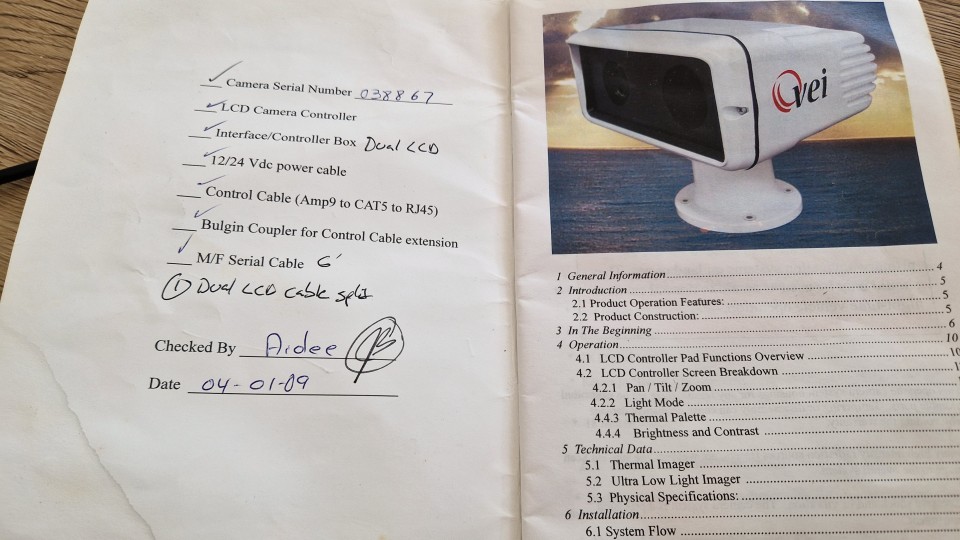 Camera Serial Number 038867
LCD Camera Controller
Interface/Controller Box Dual LCD
12/24 Vdc power cable
Control Cable (Amp9 to CAT5 to RJ45)
Bulgin Coupler for Control Cable extension
M/F Serial Cable 6'
① Dual LCD cable split
Checked By Aidee
Date 04-01-09
vei
1 General Information 4
2 Introduction 5
2.1 Product Operation Features: 5
2.2 Product Construction: 5
3 In The Beginning 6
4 Operation 10
4.1 LCD Controller Pad Functions Overview 10
4.2 LCD Controller Screen Breakdown
4.2.1 Pan / Tilt / Zoom
4.2.2 Light Mode
4.4.3 Thermal Palette
4.4.4 Brightness and Contrast
5 Technical Data
5.1 Thermal Imager
5.2 Ultra Low Light Imager
5.3 Physical Specifications:
6 Installation
6.1 System Flow